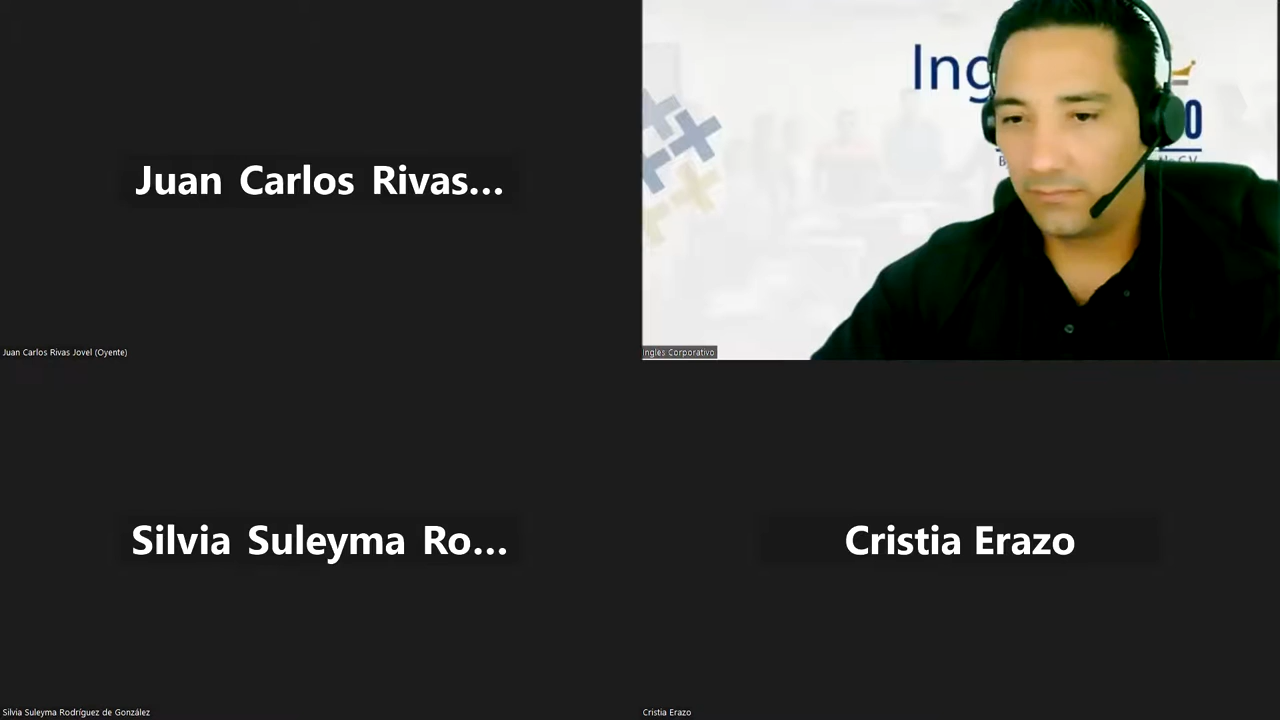 Juan Carlos Rivas...
Juan Carlos Rivas Jovel (Oyente)
Ing
O
B
N° C.V.
Ingles Corporativo
Silvia Suleyma Ro...
Silvia Suleyma Rodríguez de González
Cristia Erazo
Cristia Erazo